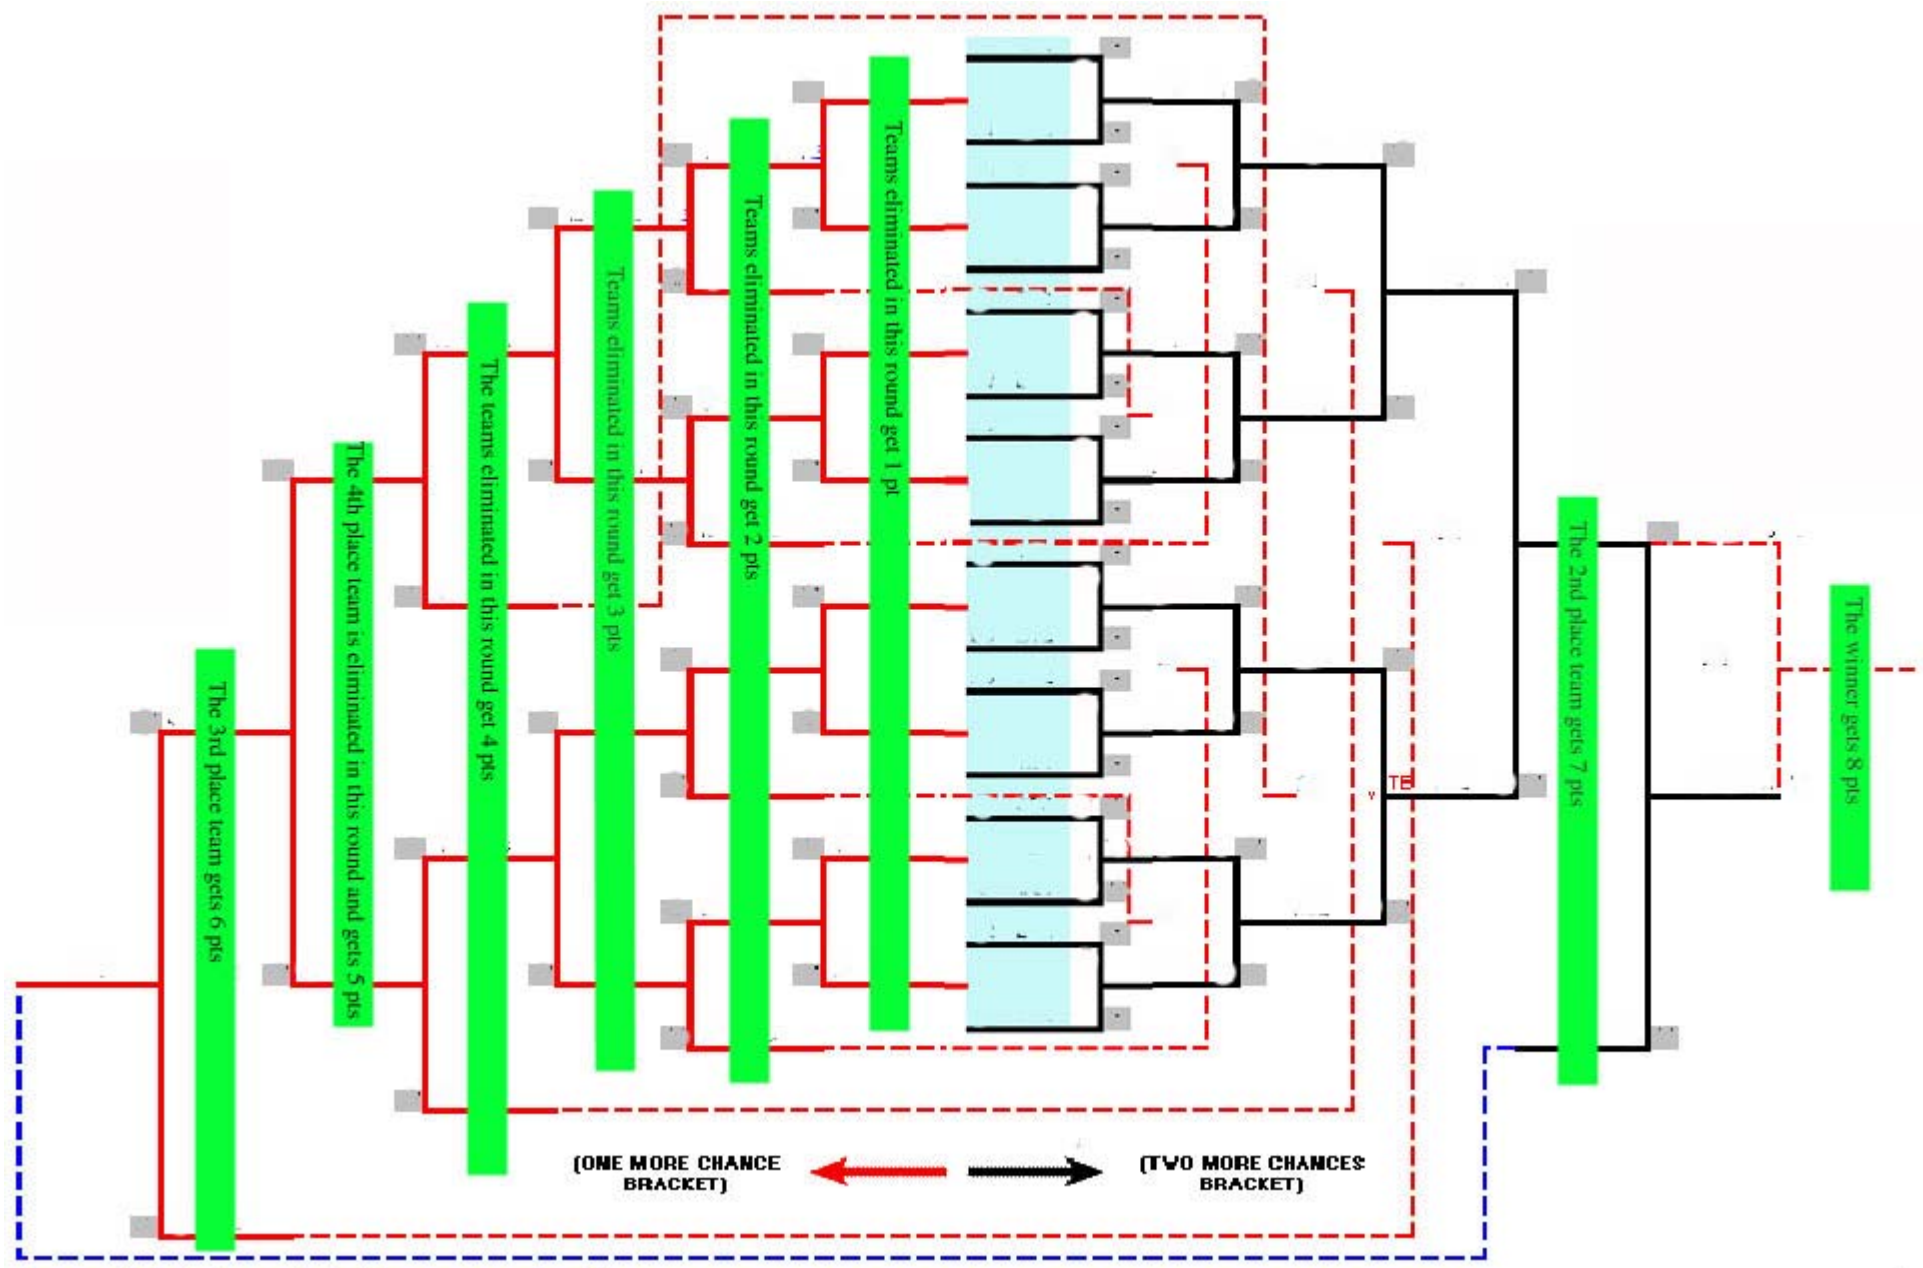 The 3rd place team gets 6 pts
The 4th place team is eliminated in this round and gets 5 pts
The teams eliminated in this round get 4 pts
Teams eliminated in this round get 3 pts
Teams eliminated in this round get 2 pts
Teams eliminated in this round get 1 pt
The 2nd place team gets 7 pts
The winner gets 8 pts
TB
(ONE MORE CHANCE
BRACKET)
(TWO MORE CHANCES
BRACKET)